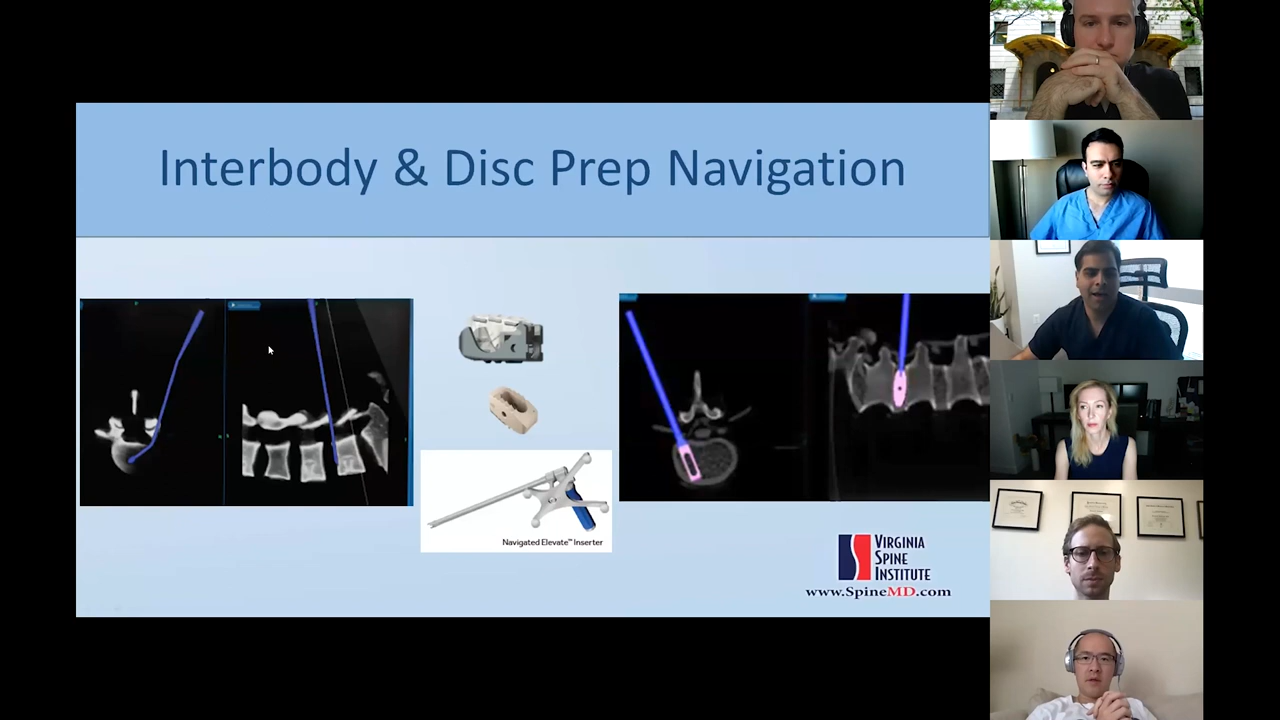 Interbody & Disc Prep Navigation
Navigated Elevate™ Inserter
VIRGINIA
SPINE
INSTITUTE
www.SpineMD.com